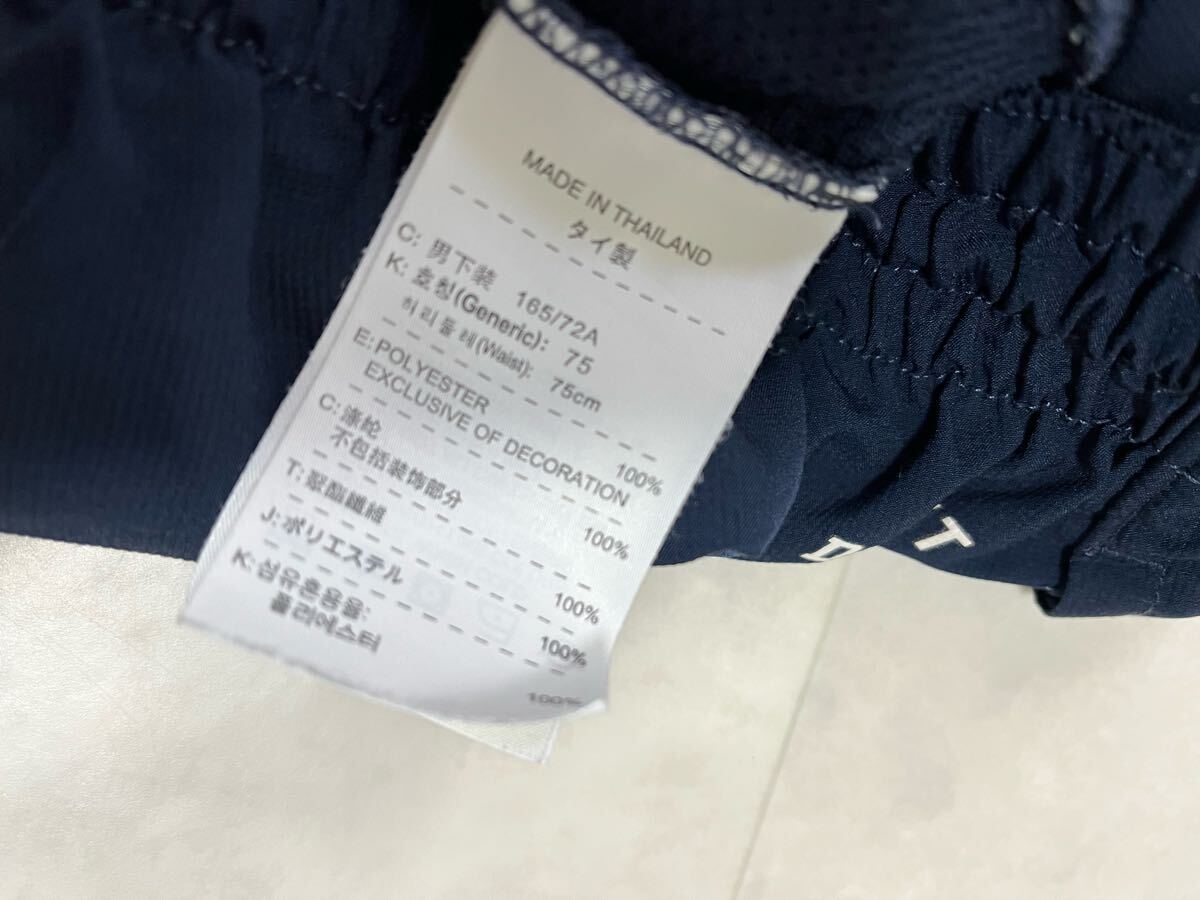 MADE IN THAILAND
タイ製
C: 男下装 165/72A
K: 호칭(Generic): 75
허리둘레(Waist): 75cm
E: POLYESTER 100%
EXCLUSIVE OF DECORATION
C: 涤纶 100%
不包括装饰部分
T: 聚酯纖維 100%
J: ポリエステル 100%
K: 섬유혼용율:
폴리에스터 100%
T